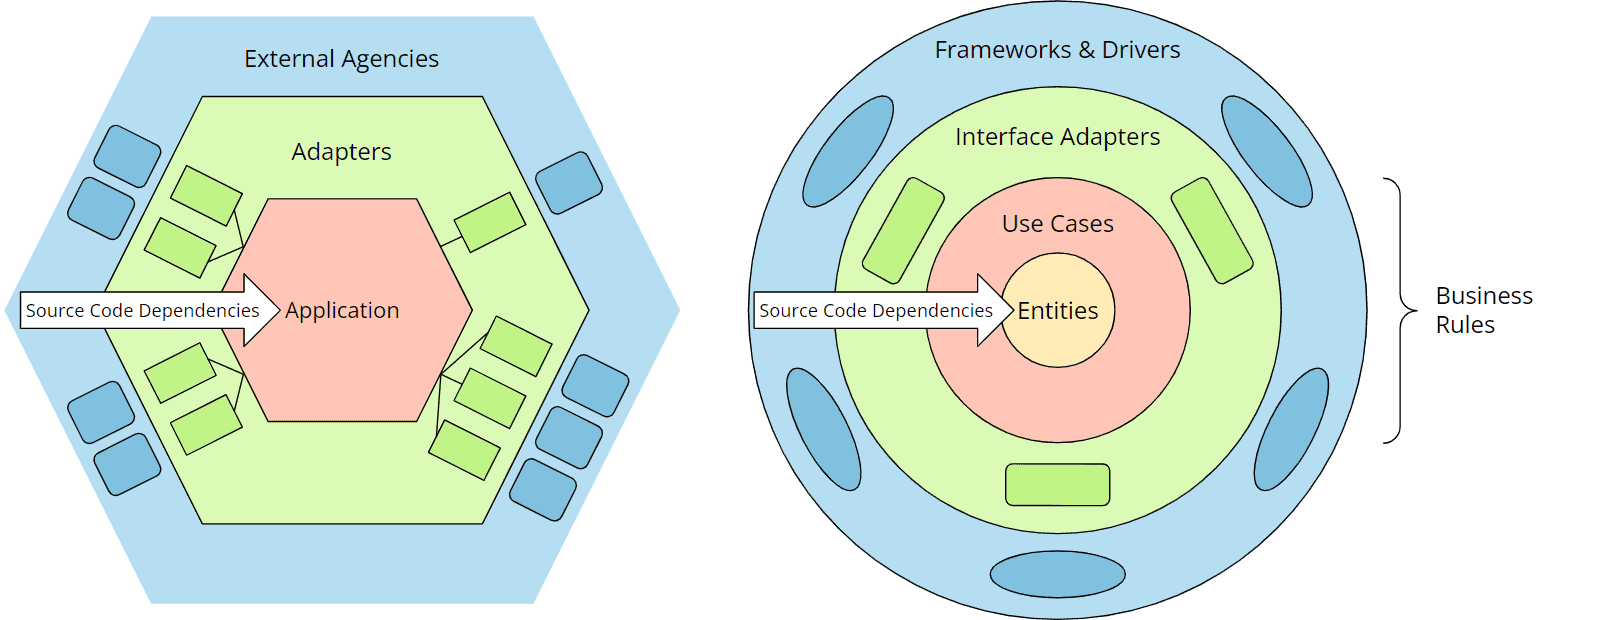 External Agencies
Adapters
Source Code Dependencies
Application
Frameworks & Drivers
Interface Adapters
Use Cases
Source Code Dependencies
Entities
Business
Rules